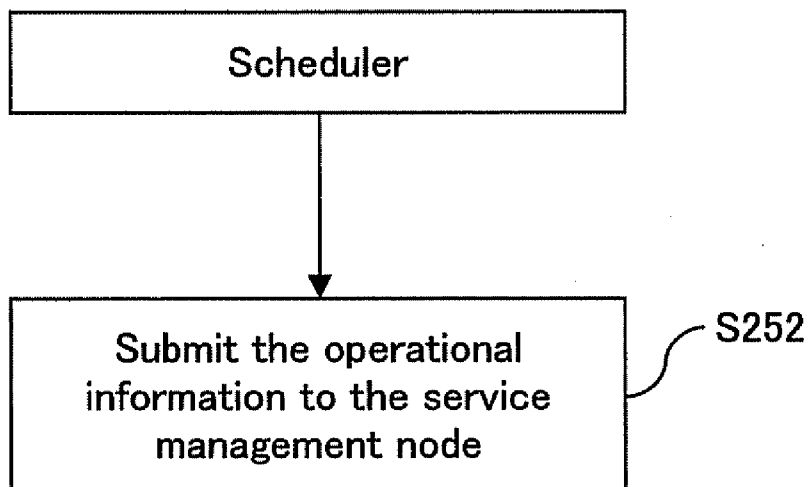 Scheduler
Submit the operational
information to the service
management node
S252